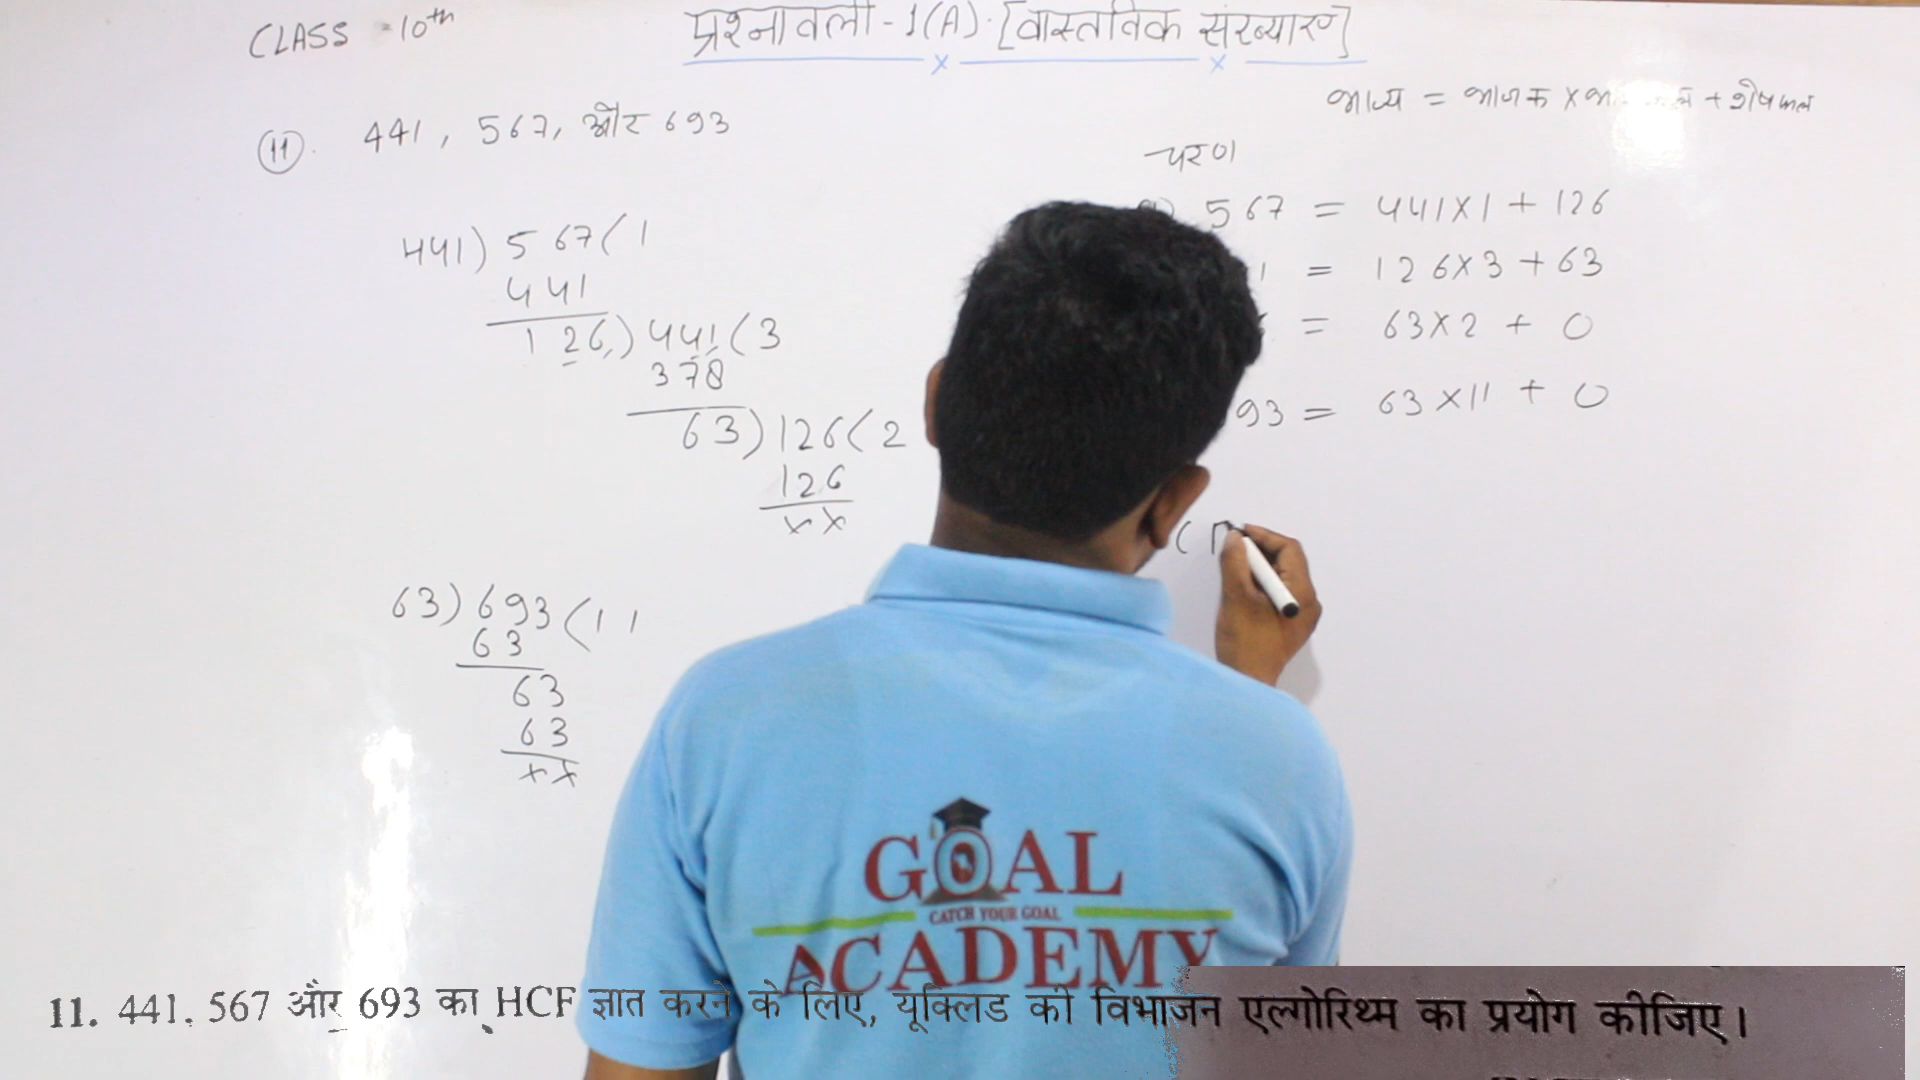 CLASS - 10th
प्रश्नावली - 1(A) · [वास्तविक संख्याएँ]
भाज्य = भाजक × + शेषफल
(11). 441, 567, और 693
चरण
441) 567 ( 1
441
126) 441 ( 3
378
63) 126 ( 2
126
× ×
63) 693 ( 1 1
63
63
63
× ×
567 = 441×1 + 126
1 = 126×3 + 63
= 63×2 + 0
93 = 63×11 + 0
(
GOAL
CATCH YOUR GOAL
ACADEMY
11. 441, 567 और 693 का HCF ज्ञात करने के लिए, यूक्लिड की विभाजन एल्गोरिथ्म का प्रयोग कीजिए।